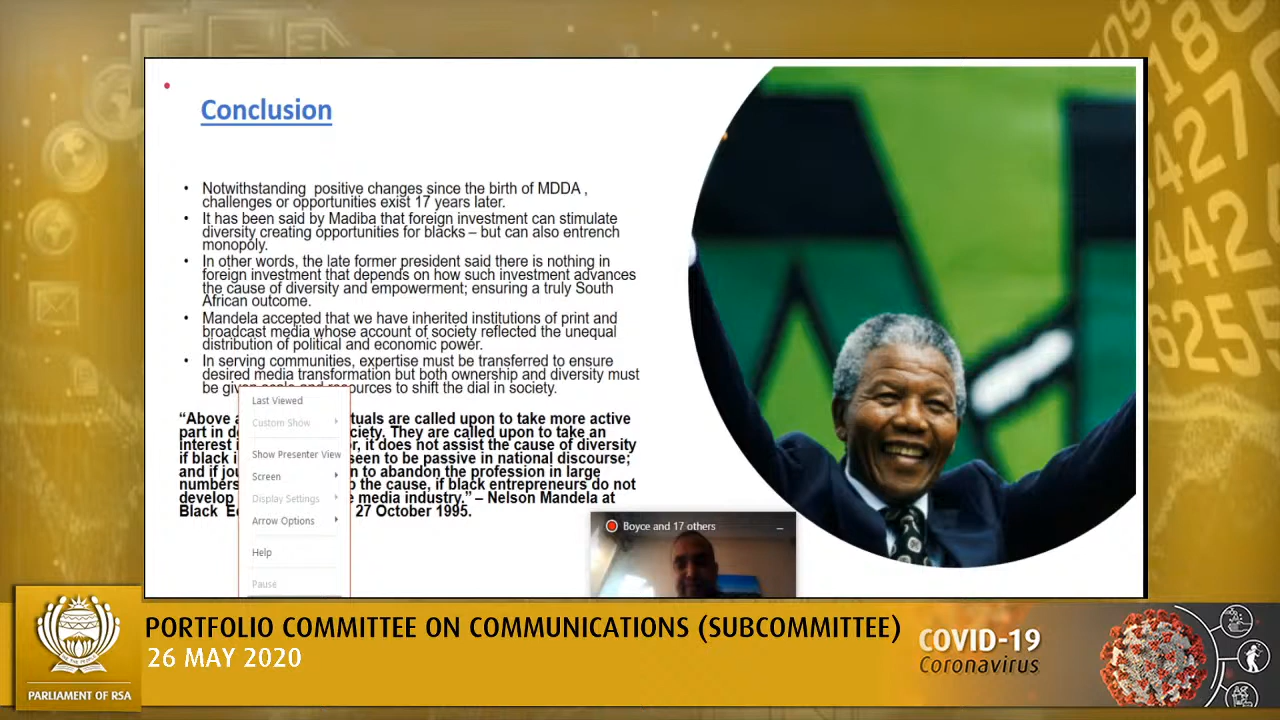 Conclusion
• Notwithstanding positive changes since the birth of MDDA ,
challenges or opportunities exist 17 years later.
• It has been said by Madiba that foreign investment can stimulate
diversity creating opportunities for blacks – but can also entrench
monopoly.
• In other words, the late former president said there is nothing in
foreign investment that depends on how such investment advances
the cause of diversity and empowerment; ensuring a truly South
African outcome.
• Mandela accepted that we have inherited institutions of print and
broadcast media whose account of society reflected the unequal
distribution of political and economic power.
• In serving communities, expertise must be transferred to ensure
desired media transformation but both ownership and diversity must
be given scale and resources to shift the dial in society.
“Above tuals are called upon to take more active
part in ciety. They are called upon to take an
interest r, it does not assist the cause of diversity
if black seen to be passive in national discourse;
and if jou n to abandon the profession in large
numbers o the cause, if black entrepreneurs do not
develop e media industry.” – Nelson Mandela at
Black 27 October 1995.
Last Viewed
Custom Show
Show Presenter View
Screen
Display Settings
Arrow Options
Help
Pause
Boyce and 17 others
PORTFOLIO COMMITTEE ON COMMUNICATIONS (SUBCOMMITTEE)
26 MAY 2020
COVID-19
Coronavirus
PARLIAMENT OF RSA